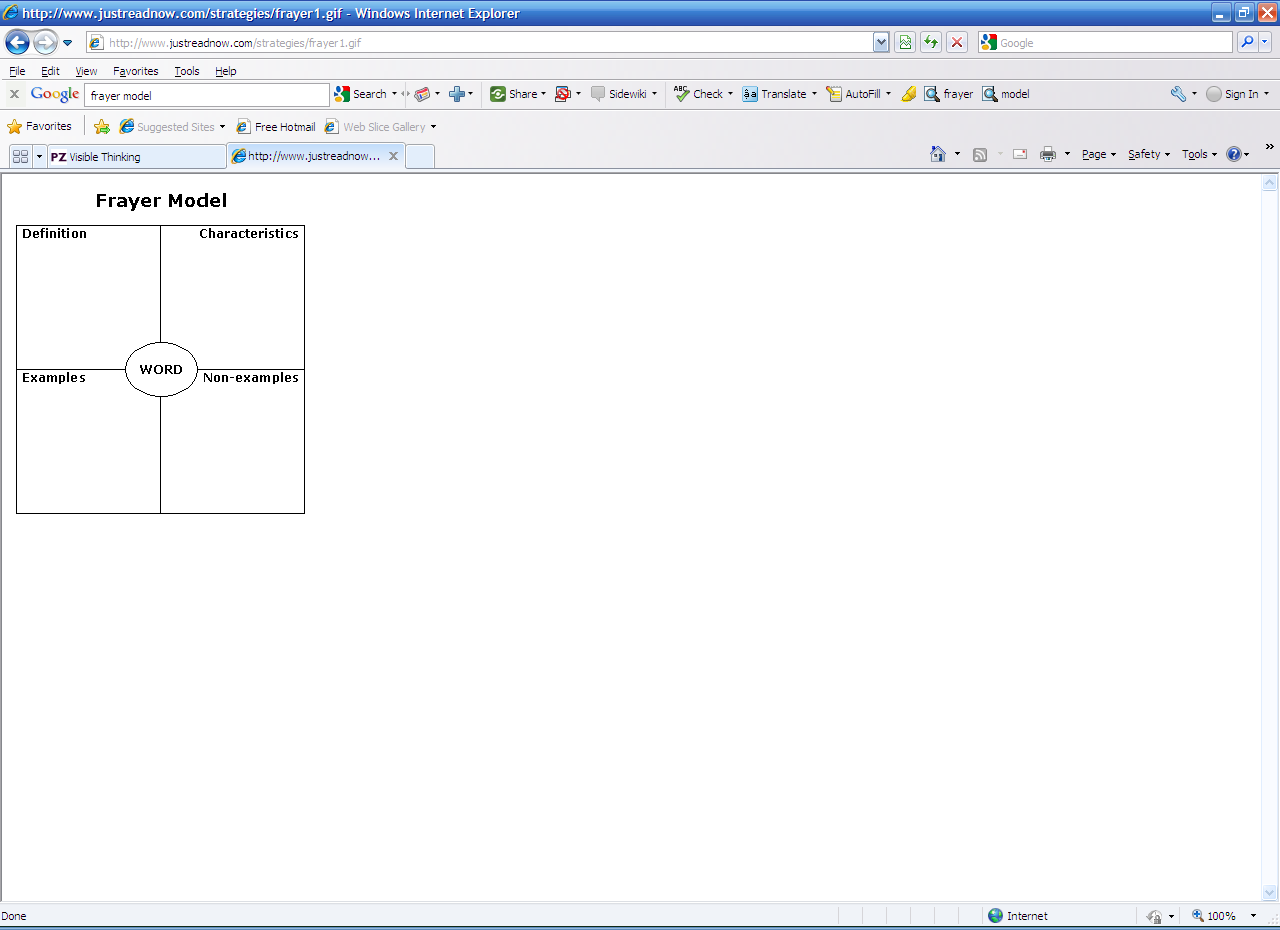 http://www.justreadnow.com/strategies/frayer1.gif - Windows Internet Explorer
http://www.justreadnow.com/strategies/frayer1.gif Google
File Edit View Favorites Tools Help
x Google frayer model Search Share Sidewiki ABC Check Translate AutoFill frayer model Sign In
Favorites Suggested Sites Free Hotmail Web Slice Gallery
PZ Visible Thinking http://www.justreadnow... Page Safety Tools
Frayer Model
Definition Characteristics
WORD
Examples Non-examples
Done Internet 100%